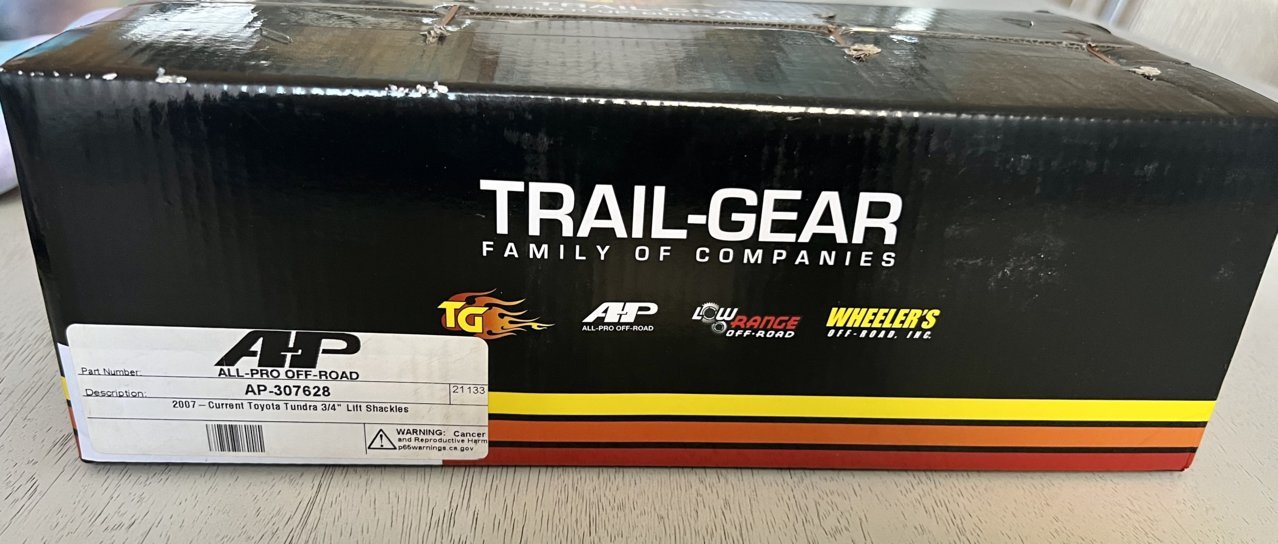 TRAIL-GEAR
FAMILY OF COMPANIES
TG
AP
ALL-PRO OFF-ROAD
LOW RANGE
OFF-ROAD
WHEELER'S
OFF-ROAD, INC.
AP
ALL-PRO OFF-ROAD
Part Number:
AP-307628
21133
Description:
2007 – Current Toyota Tundra 3/4" Lift Shackles
WARNING: Cancer
and Reproductive Harm
p65warnings.ca.gov